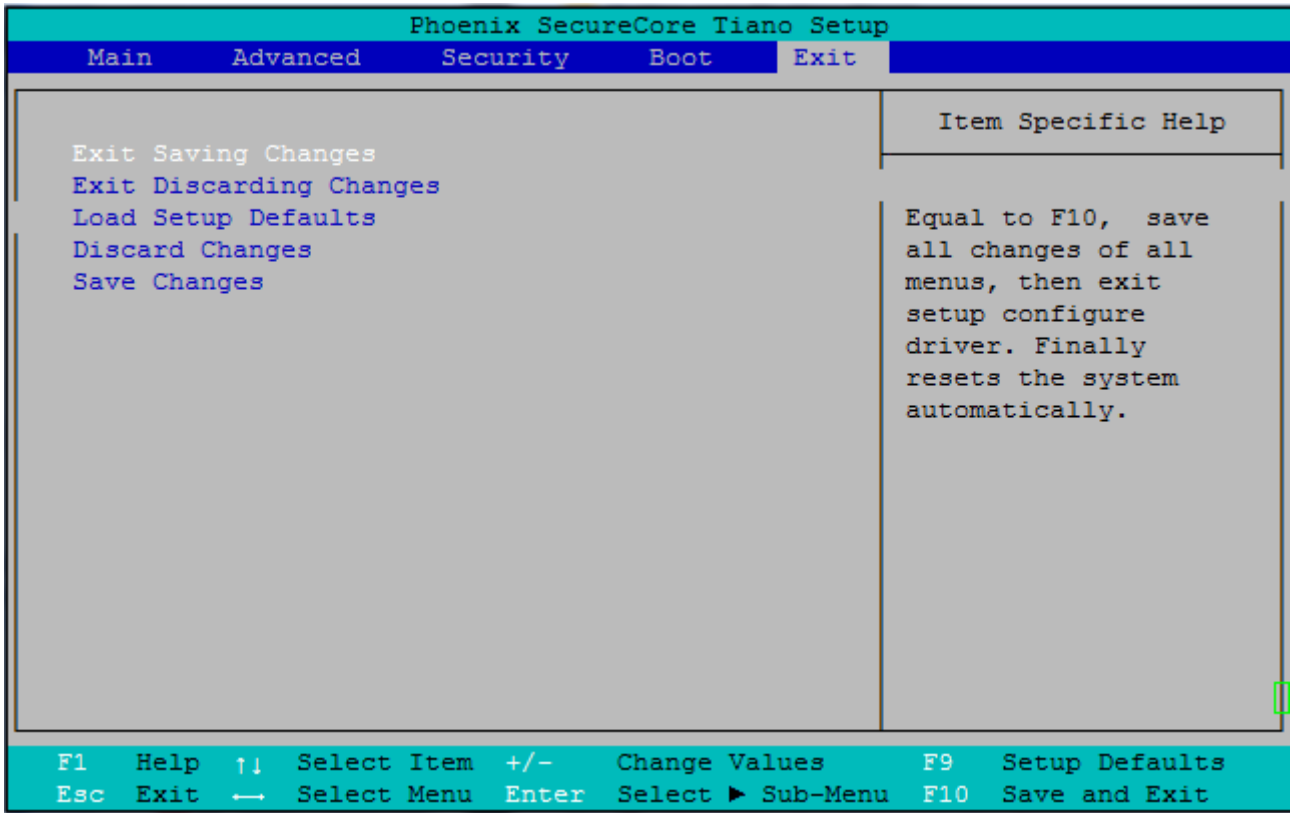 Phoenix SecureCore Tiano Setup
Main Advanced Security Boot Exit
Exit Saving Changes
Exit Discarding Changes
Load Setup Defaults
Discard Changes
Save Changes
Item Specific Help
Equal to F10, save
all changes of all
menus, then exit
setup configure
driver. Finally
resets the system
automatically.
F1 Help ↑↓ Select Item +/- Change Values F9 Setup Defaults
Esc Exit ←→ Select Menu Enter Select ▶ Sub-Menu F10 Save and Exit